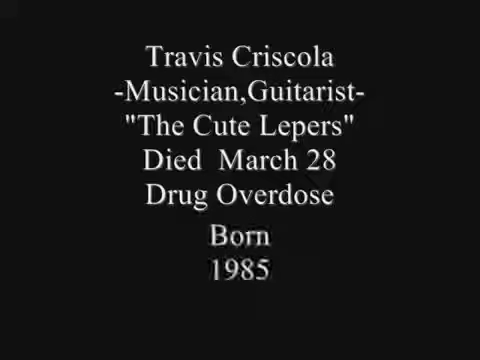 Travis Criscola
-Musician,Guitarist-
"The Cute Lepers"
Died  March 28
Drug Overdose
Born
1985